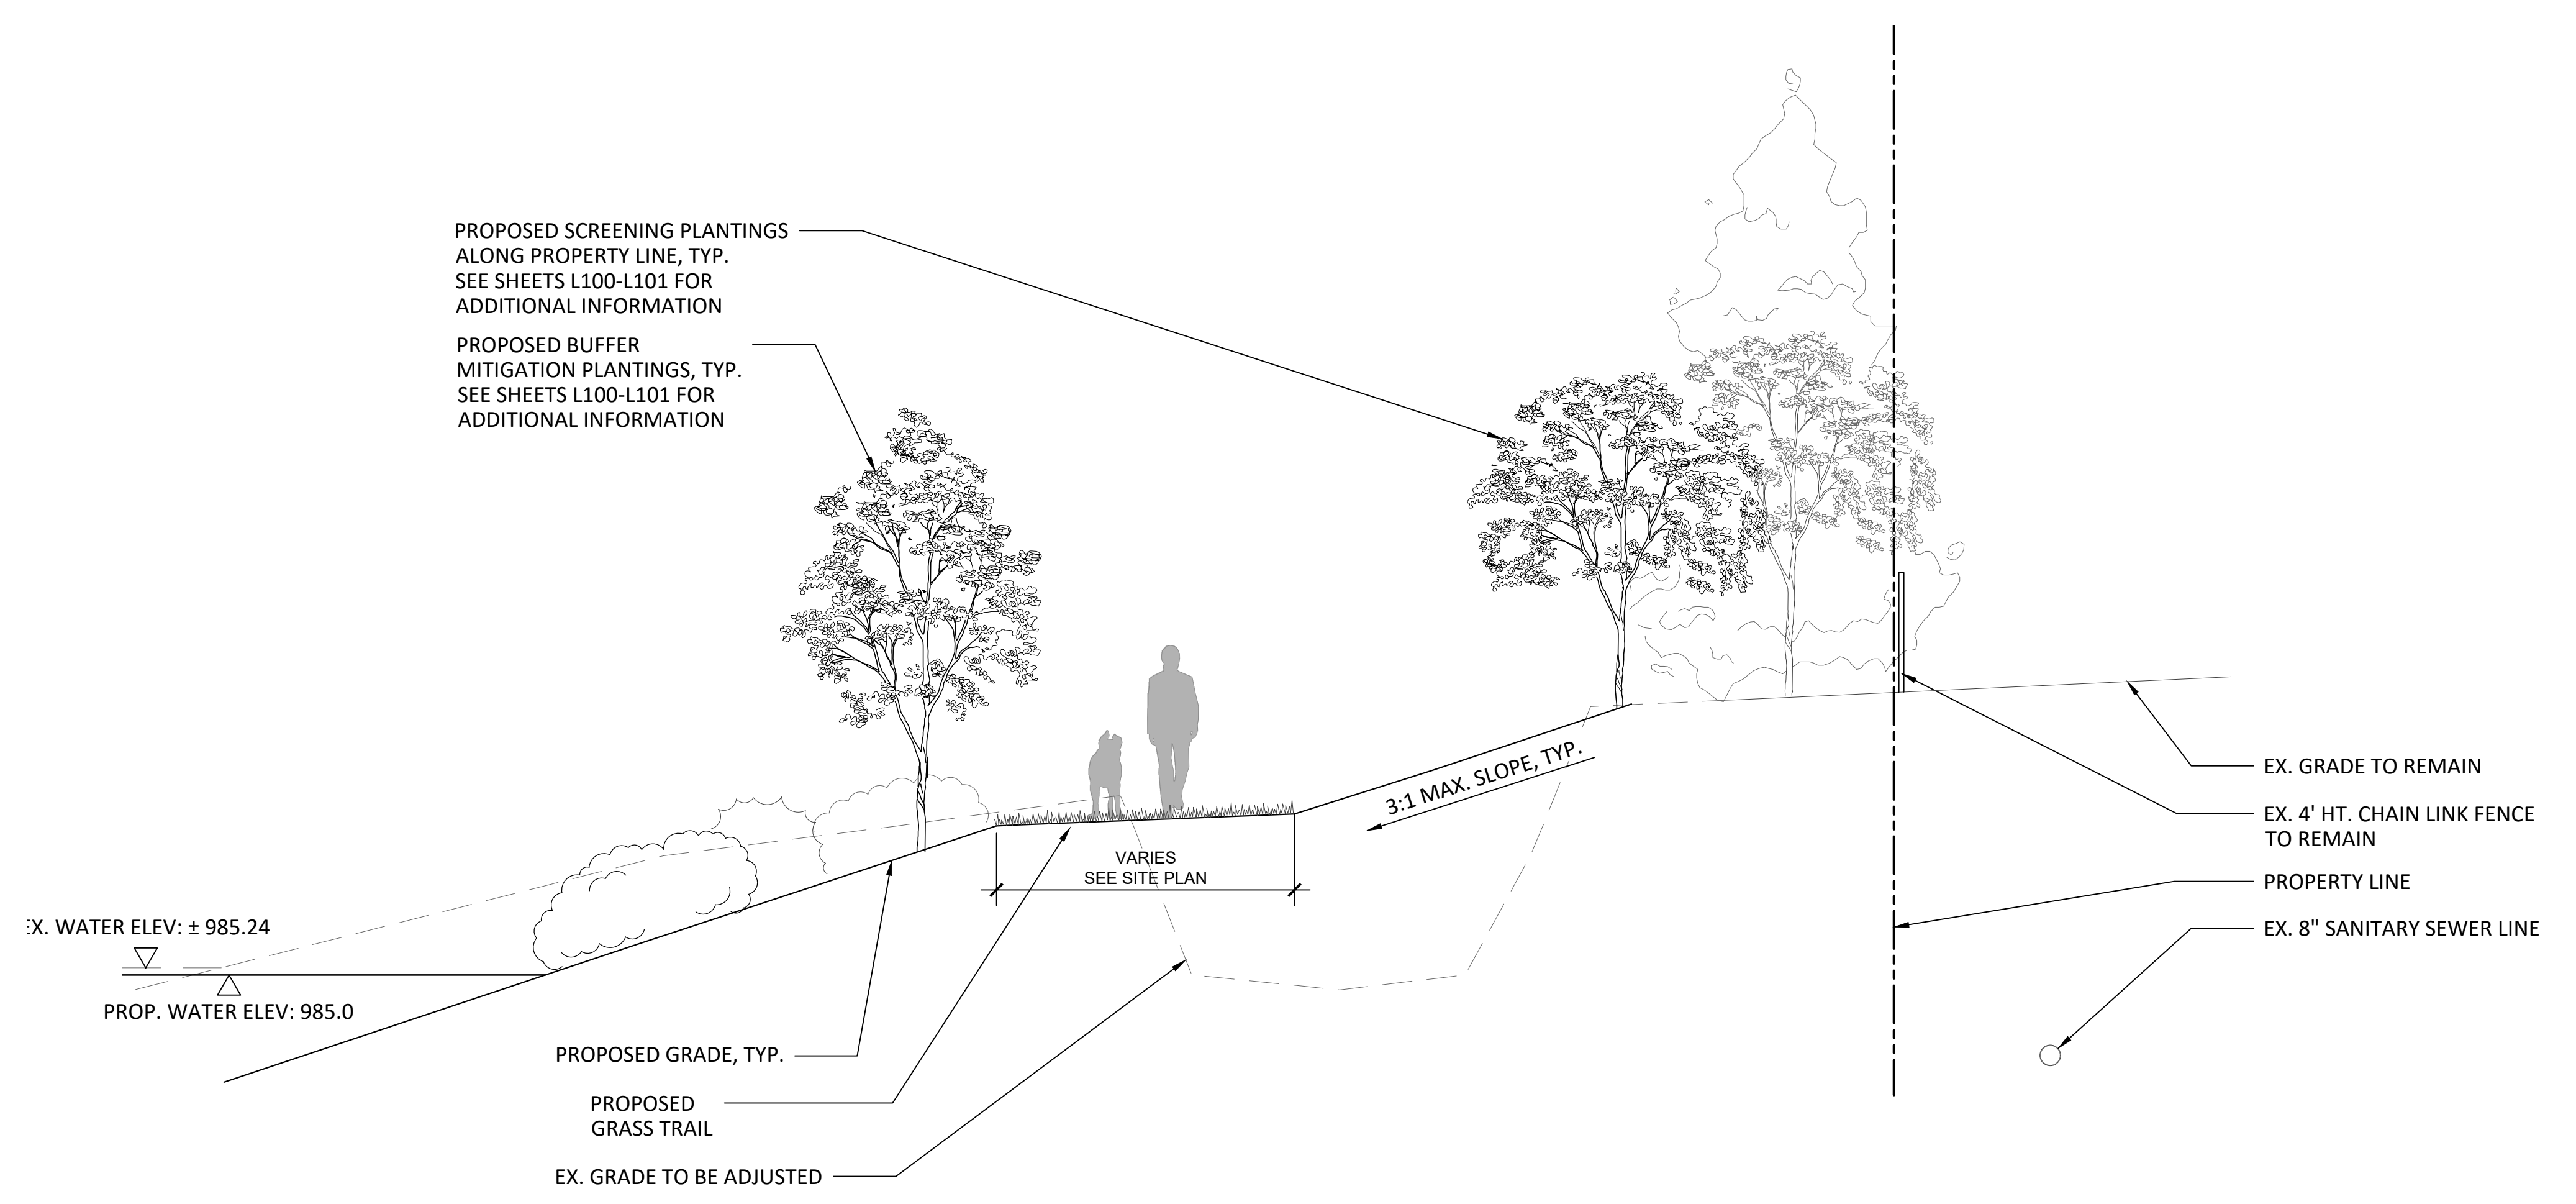 PROPOSED SCREENING PLANTINGS
ALONG PROPERTY LINE, TYP.
SEE SHEETS L100-L101 FOR
ADDITIONAL INFORMATION
PROPOSED BUFFER
MITIGATION PLANTINGS, TYP.
SEE SHEETS L100-L101 FOR
ADDITIONAL INFORMATION
3:1 MAX. SLOPE, TYP.
VARIES
SEE SITE PLAN
EX. WATER ELEV: ± 985.24
PROP. WATER ELEV: 985.0
PROPOSED GRADE, TYP.
PROPOSED
GRASS TRAIL
EX. GRADE TO BE ADJUSTED
EX. GRADE TO REMAIN
EX. 4' HT. CHAIN LINK FENCE
TO REMAIN
PROPERTY LINE
EX. 8" SANITARY SEWER LINE